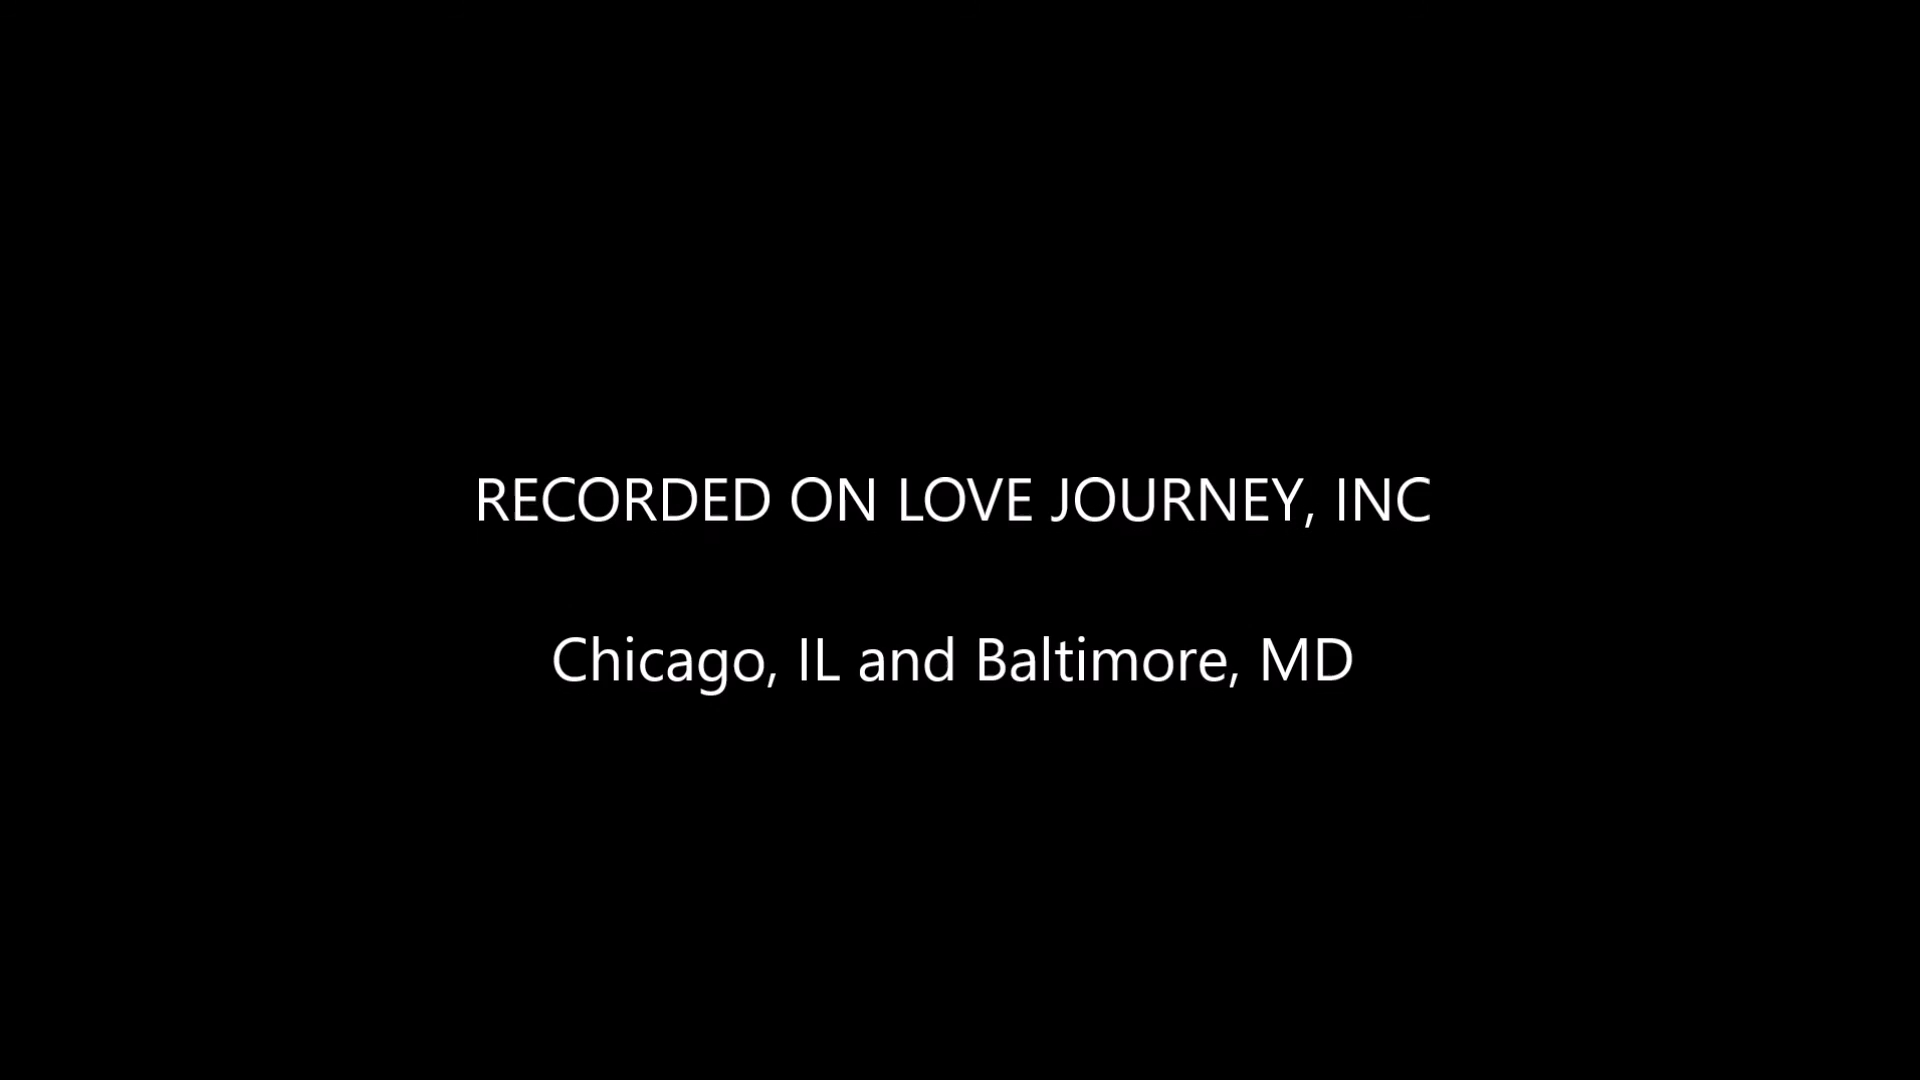 RECORDED ON LOVE JOURNEY, INC
Chicago, IL and Baltimore, MD